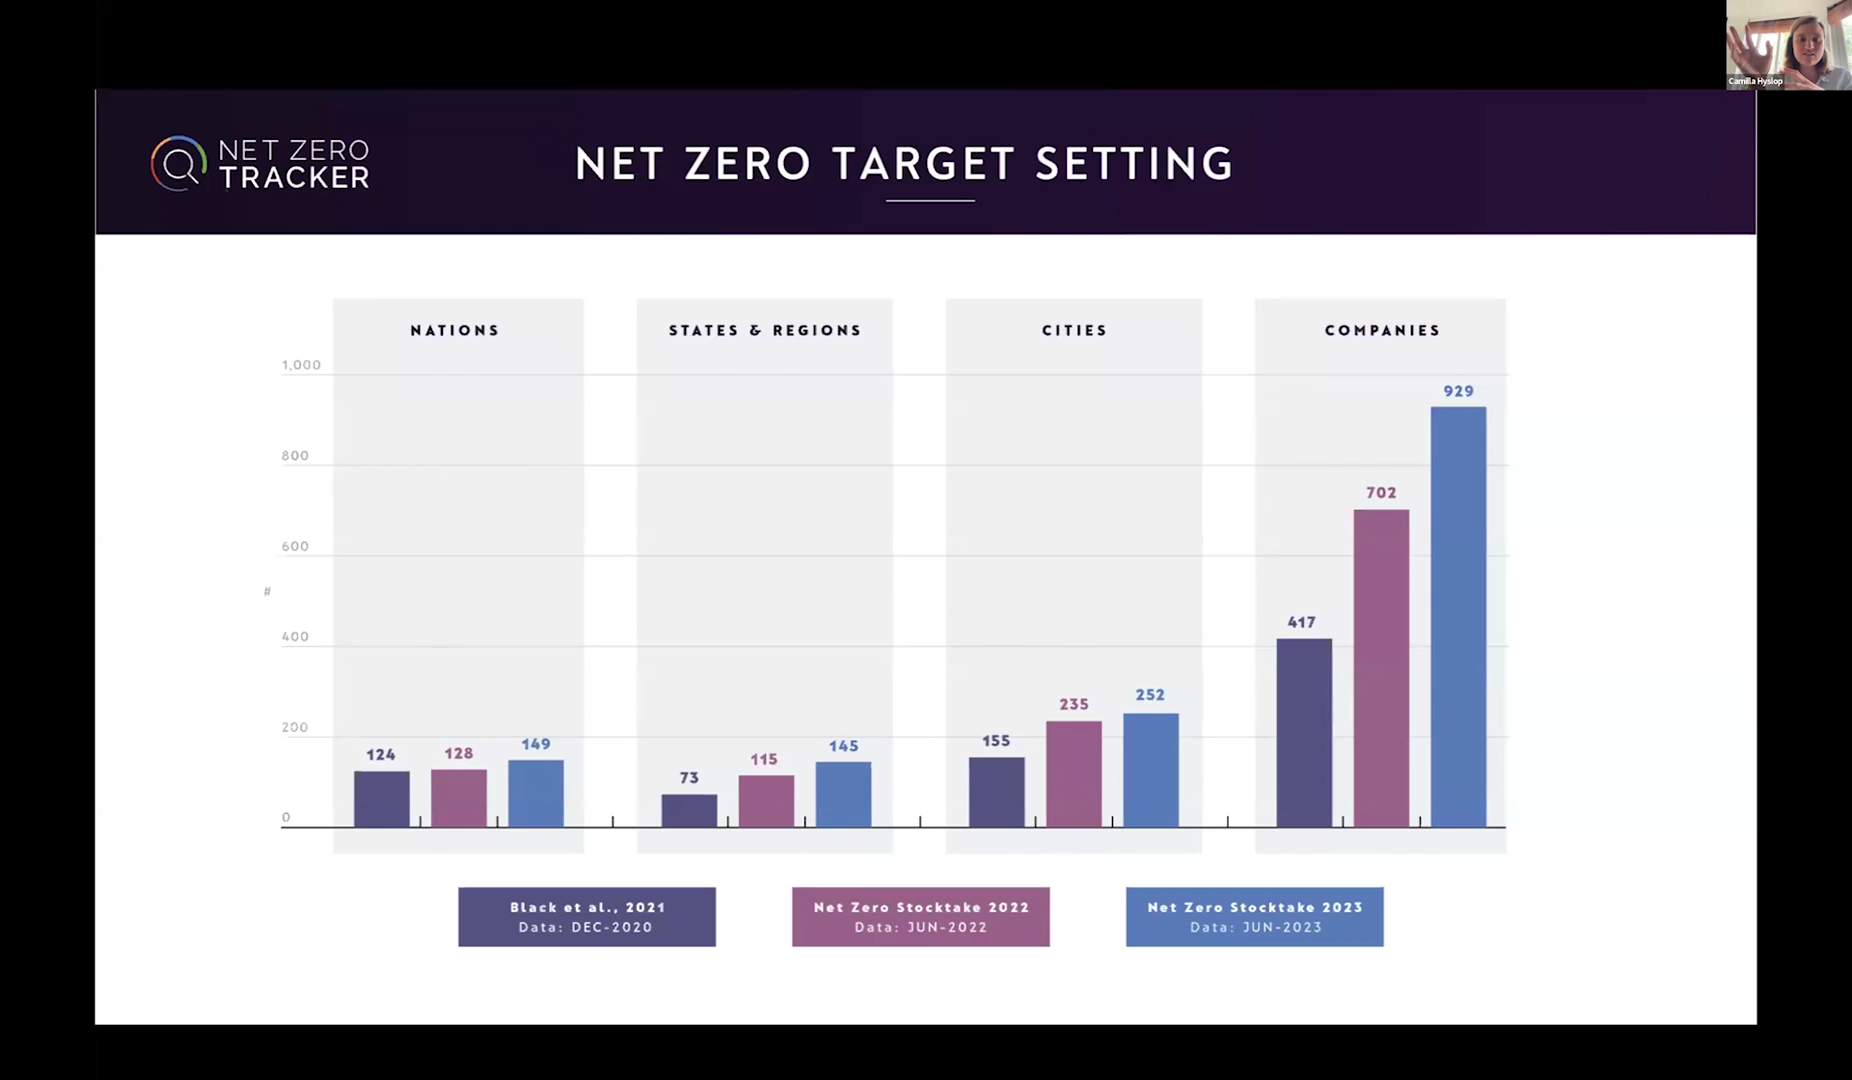 Camilla Hyslop
NET ZERO
TRACKER
NET ZERO TARGET SETTING
NATIONS
STATES & REGIONS
CITIES
COMPANIES
1,000
800
600
#
400
200
0
124
128
149
73
115
145
155
235
252
417
702
929
Black et al., 2021
Data: DEC-2020
Net Zero Stocktake 2022
Data: JUN-2022
Net Zero Stocktake 2023
Data: JUN-2023